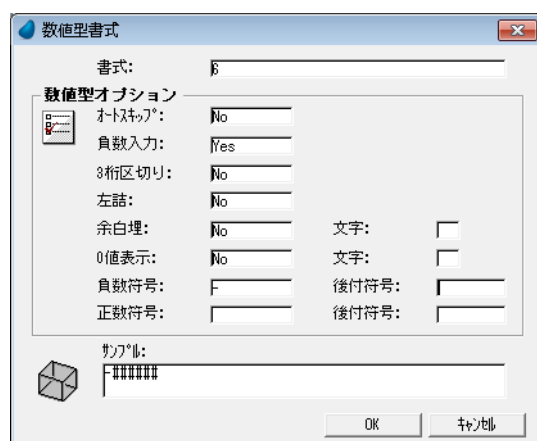 数値型書式
書式: 6
数値型オプション
ｵｰﾄｽｷｯﾌﾟ: No
負数入力: Yes
3桁区切り: No
左詰: No
余白埋: No 文字:
0値表示: No 文字:
負数符号: - 後付符号:
正数符号: 後付符号:
ｻﾝﾌﾟﾙ:
-######
OK ｷｬﾝｾﾙ